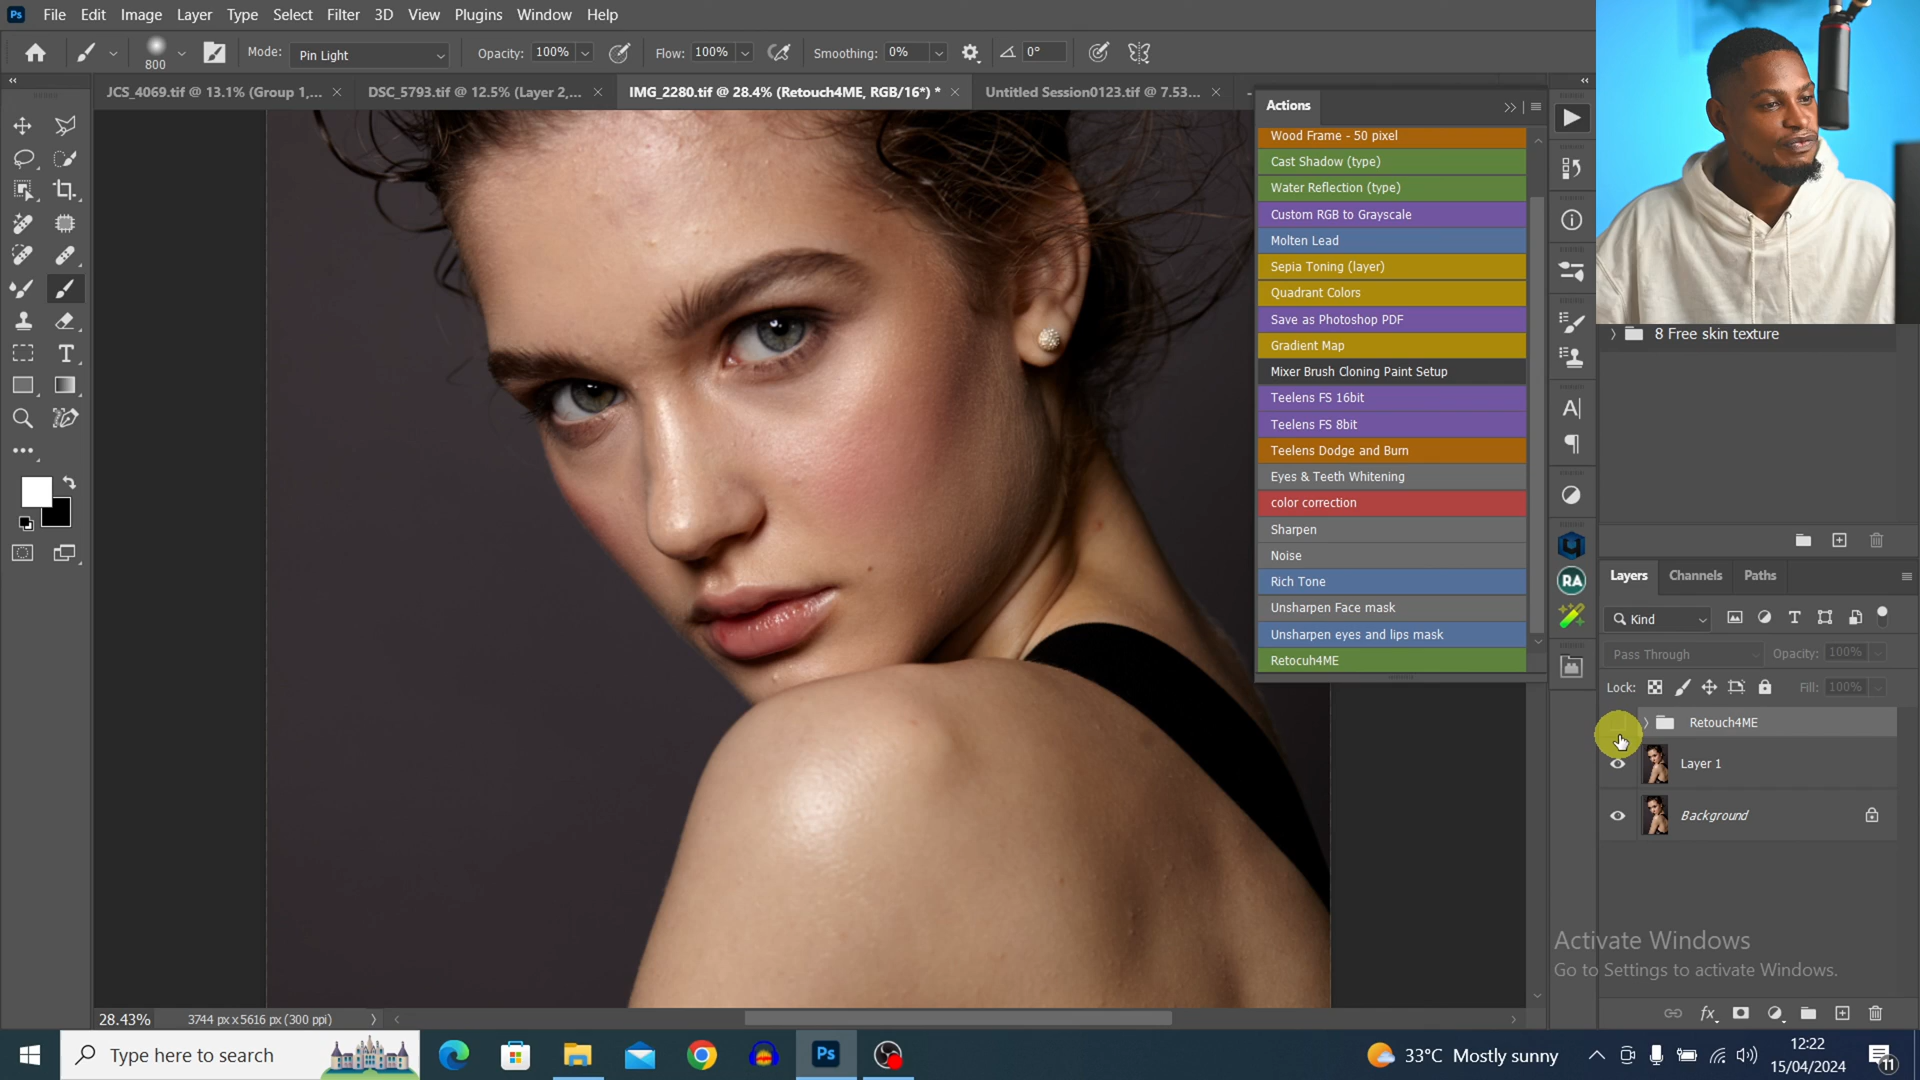 Ps File Edit Image Layer Type Select Filter 3D View Plugins Window Help
800 Mode: Pin Light Opacity: 100% Flow: 100% Smoothing: 0% 0°
JCS_4069.tif @ 13.1% (Group 1,... DSC_5793.tif @ 12.5% (Layer 2,... IMG_2280.tif @ 28.4% (Retouch4ME, RGB/16*) * Untitled Session0123.tif @ 7.53...
Actions
Wood Frame - 50 pixel
Cast Shadow (type)
Water Reflection (type)
Custom RGB to Grayscale
Molten Lead
Sepia Toning (layer)
Quadrant Colors
Save as Photoshop PDF
Gradient Map
Mixer Brush Cloning Paint Setup
Teelens FS 16bit
Teelens FS 8bit
Teelens Dodge and Burn
Eyes & Teeth Whitening
color correction
Sharpen
Noise
Rich Tone
Unsharpen Face mask
Unsharpen eyes and lips mask
Retocuh4ME
RA
8 Free skin texture
Layers Channels Paths
Kind
Pass Through Opacity: 100%
Lock: Fill: 100%
Retouch4ME
Layer 1
Background
Activate Windows
Go to Settings to activate Windows.
28.43% 3744 px x 5616 px (300 ppi)
Type here to search
Ps
33°C Mostly sunny
12:22
15/04/2024
11